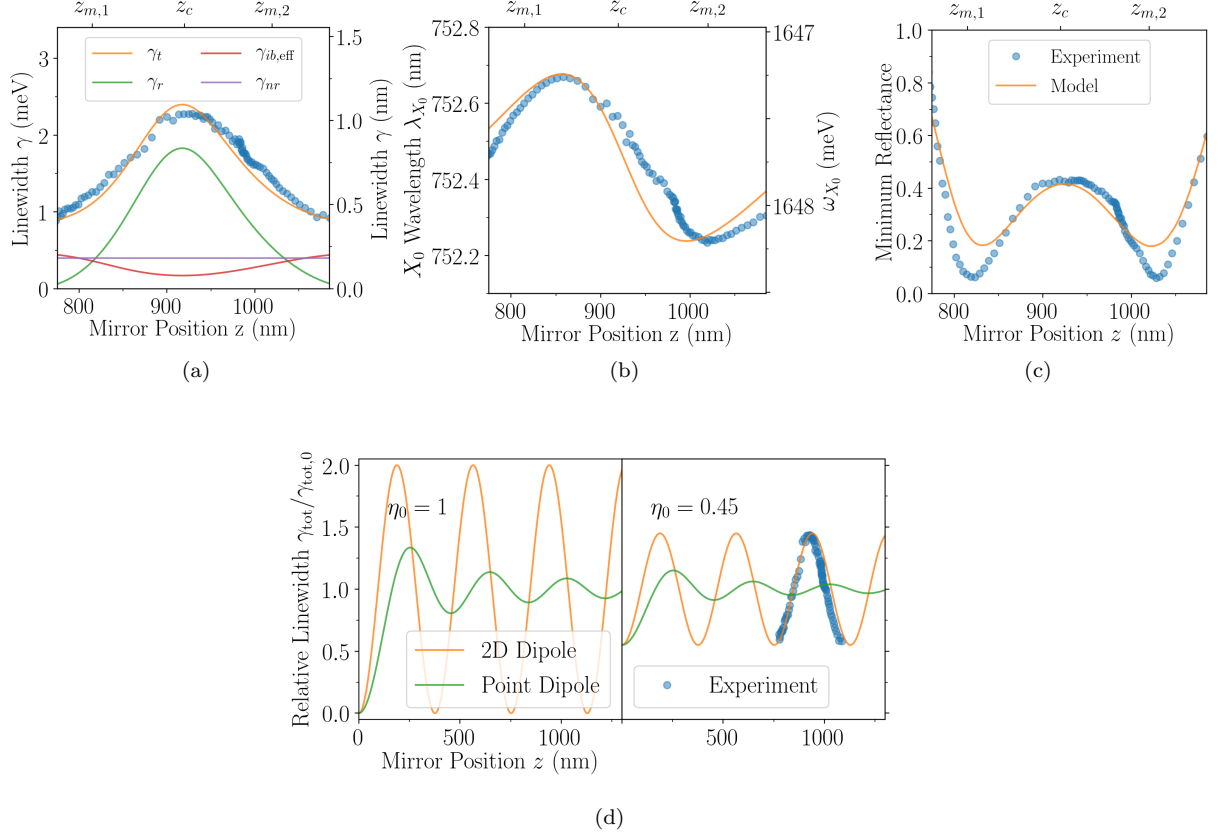 z_{m,1} z_c z_{m,2}
3
2
1
0
Linewidth γ (meV)
γ_t
γ_r
γ_{ib,eff}
γ_{nr}
1.5
1.0
0.5
0.0
Linewidth γ (nm)
800 900 1000
Mirror Position z (nm)
(a)
z_{m,1} z_c z_{m,2}
752.8
752.6
752.4
752.2
X_0 Wavelength λ_{X_0} (nm)
1647
1648
ω_{X_0} (meV)
800 900 1000
Mirror Position z (nm)
(b)
z_{m,1} z_c z_{m,2}
1.0
0.8
0.6
0.4
0.2
0.0
Minimum Reflectance
Experiment
Model
800 900 1000
Mirror Position z (nm)
(c)
2.0
1.5
1.0
0.5
0.0
Relative Linewidth γ_{tot}/γ_{tot,0}
η_0 = 1
η_0 = 0.45
2D Dipole
Point Dipole
Experiment
0 500 1000
500 1000
Mirror Position z (nm)
(d)